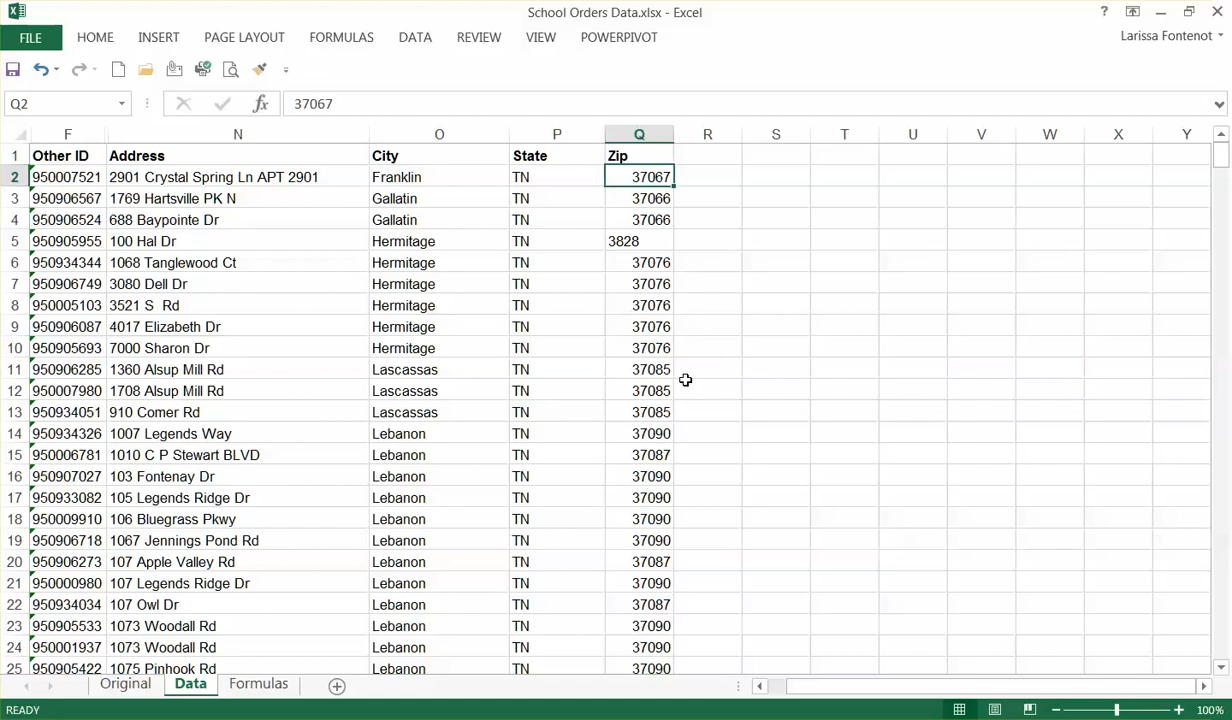 School Orders Data.xlsx - Excel
?
FILE HOME INSERT PAGE LAYOUT FORMULAS DATA REVIEW VIEW POWERPIVOT Larissa Fontenot
Q2 fx 37067
F N O P Q R S T U V W X Y
1 Other ID Address City State Zip
2 950007521 2901 Crystal Spring Ln APT 2901 Franklin TN 37067
3 950906567 1769 Hartsville PK N Gallatin TN 37066
4 950906524 688 Baypointe Dr Gallatin TN 37066
5 950905955 100 Hal Dr Hermitage TN 3828
6 950934344 1068 Tanglewood Ct Hermitage TN 37076
7 950906749 3080 Dell Dr Hermitage TN 37076
8 950005103 3521 S Rd Hermitage TN 37076
9 950906087 4017 Elizabeth Dr Hermitage TN 37076
10 950905693 7000 Sharon Dr Hermitage TN 37076
11 950906285 1360 Alsup Mill Rd Lascassas TN 37085
12 950007980 1708 Alsup Mill Rd Lascassas TN 37085
13 950934051 910 Comer Rd Lascassas TN 37085
14 950934326 1007 Legends Way Lebanon TN 37090
15 950006781 1010 C P Stewart BLVD Lebanon TN 37087
16 950907027 103 Fontenay Dr Lebanon TN 37090
17 950933082 105 Legends Ridge Dr Lebanon TN 37090
18 950009910 106 Bluegrass Pkwy Lebanon TN 37090
19 950906718 1067 Jennings Pond Rd Lebanon TN 37090
20 950906273 107 Apple Valley Rd Lebanon TN 37087
21 950000980 107 Legends Ridge Dr Lebanon TN 37090
22 950934034 107 Owl Dr Lebanon TN 37087
23 950905533 1073 Woodall Rd Lebanon TN 37090
24 950001937 1073 Woodall Rd Lebanon TN 37090
25 950905422 1075 Pinhook Rd Lebanon TN 37090
Original Data Formulas
READY 100%